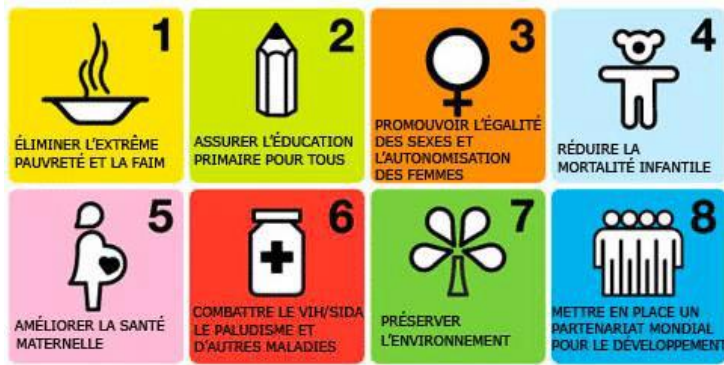 1
ÉLIMINER L'EXTRÊME
PAUVRETÉ ET LA FAIM
2
ASSURER L'ÉDUCATION
PRIMAIRE POUR TOUS
3
PROMOUVOIR L'ÉGALITÉ
DES SEXES ET
L'AUTONOMISATION
DES FEMMES
4
RÉDUIRE LA
MORTALITÉ INFANTILE
5
AMÉLIORER LA SANTÉ
MATERNELLE
6
COMBATTRE LE VIH/SIDA
LE PALUDISME ET
D'AUTRES MALADIES
7
PRÉSERVER
L'ENVIRONNEMENT
8
METTRE EN PLACE UN
PARTENARIAT MONDIAL
POUR LE DÉVELOPPEMENT